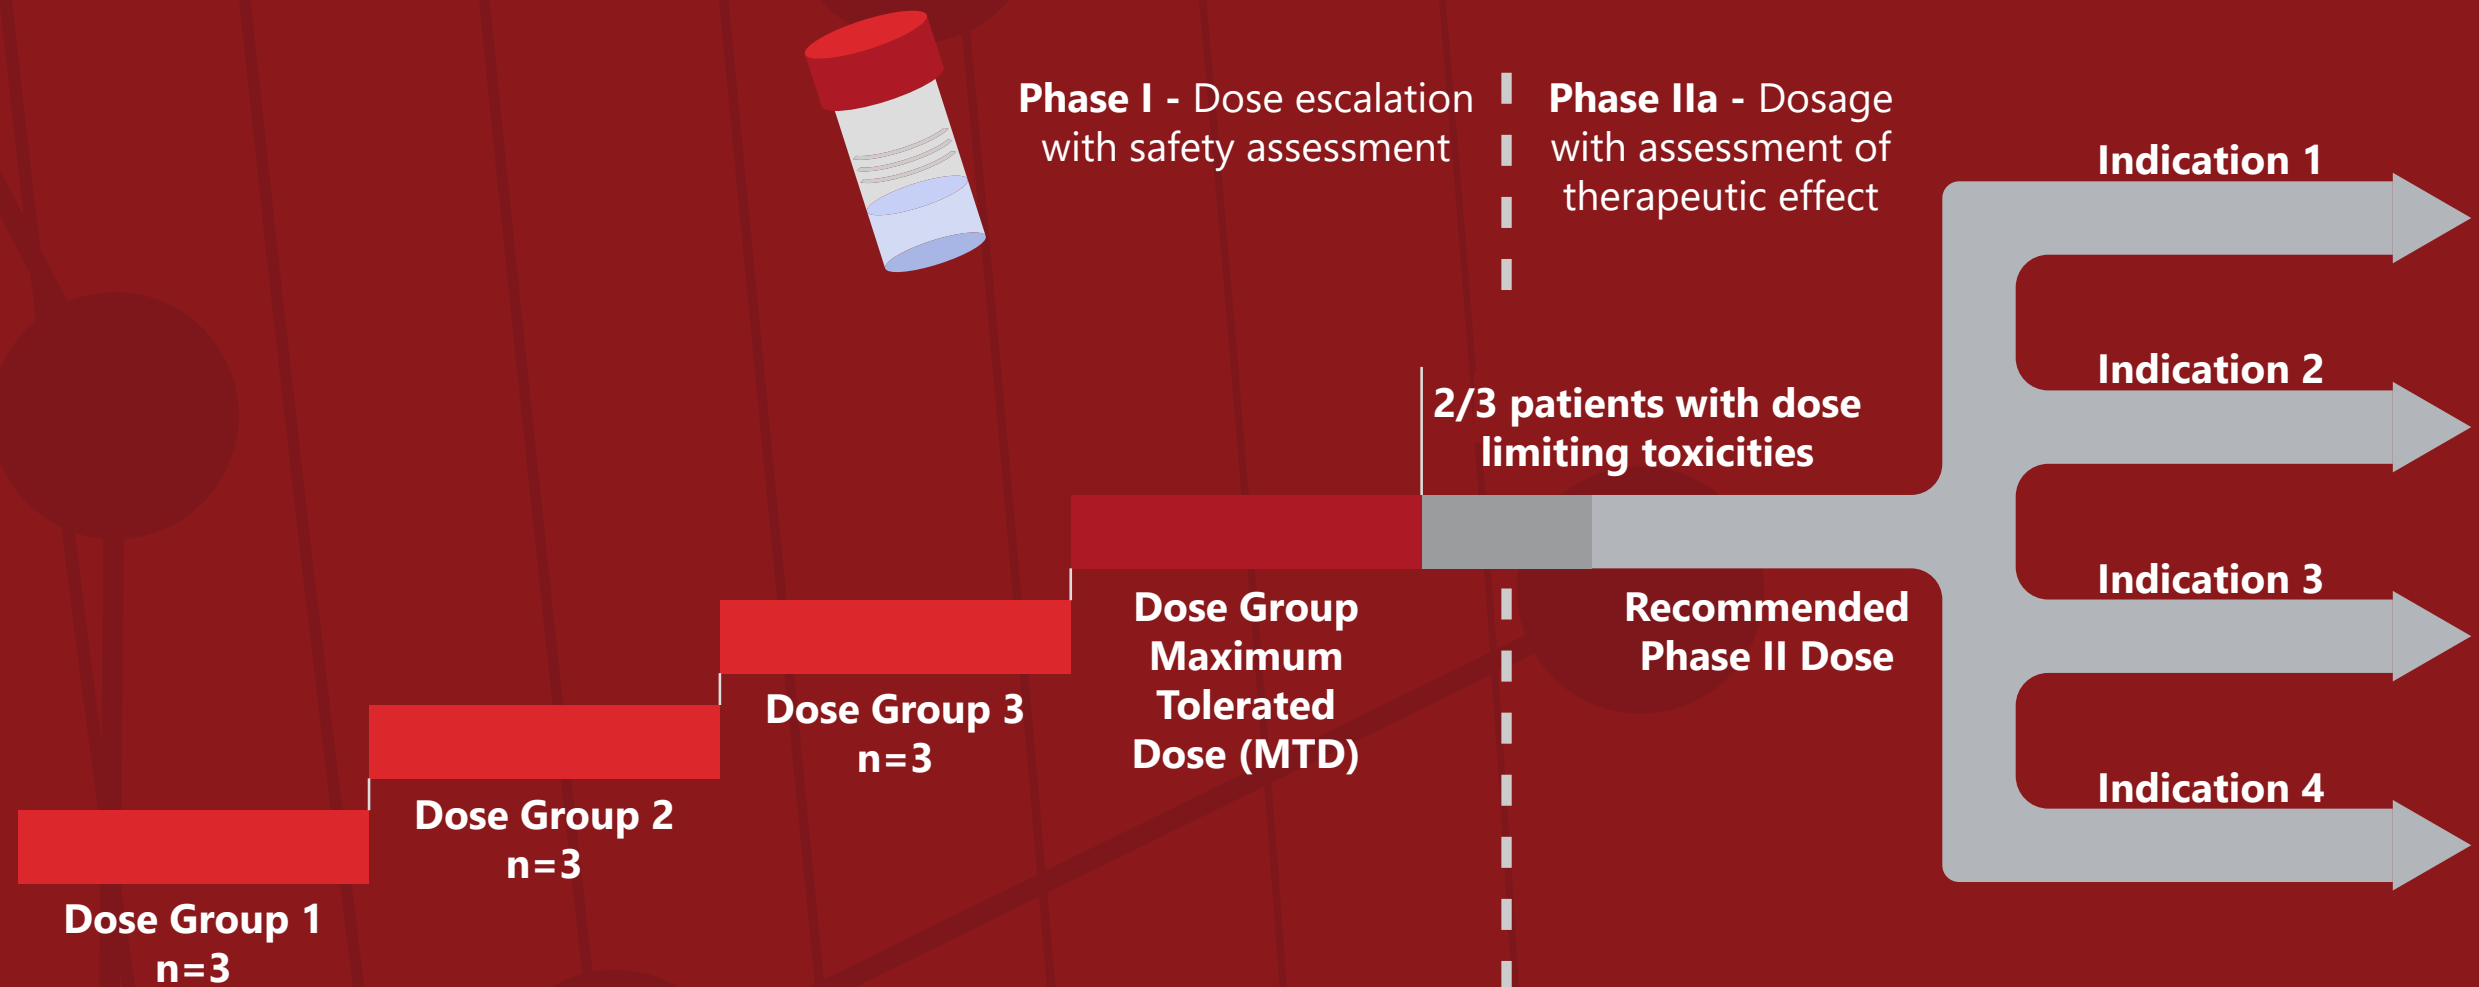 Phase I - Dose escalation
with safety assessment
Phase IIa - Dosage
with assessment of
therapeutic effect
Indication 1
Indication 2
2/3 patients with dose
limiting toxicities
Indication 3
Dose Group
Maximum
Tolerated
Dose (MTD)
Recommended
Phase II Dose
Dose Group 3
n=3
Indication 4
Dose Group 2
n=3
Dose Group 1
n=3